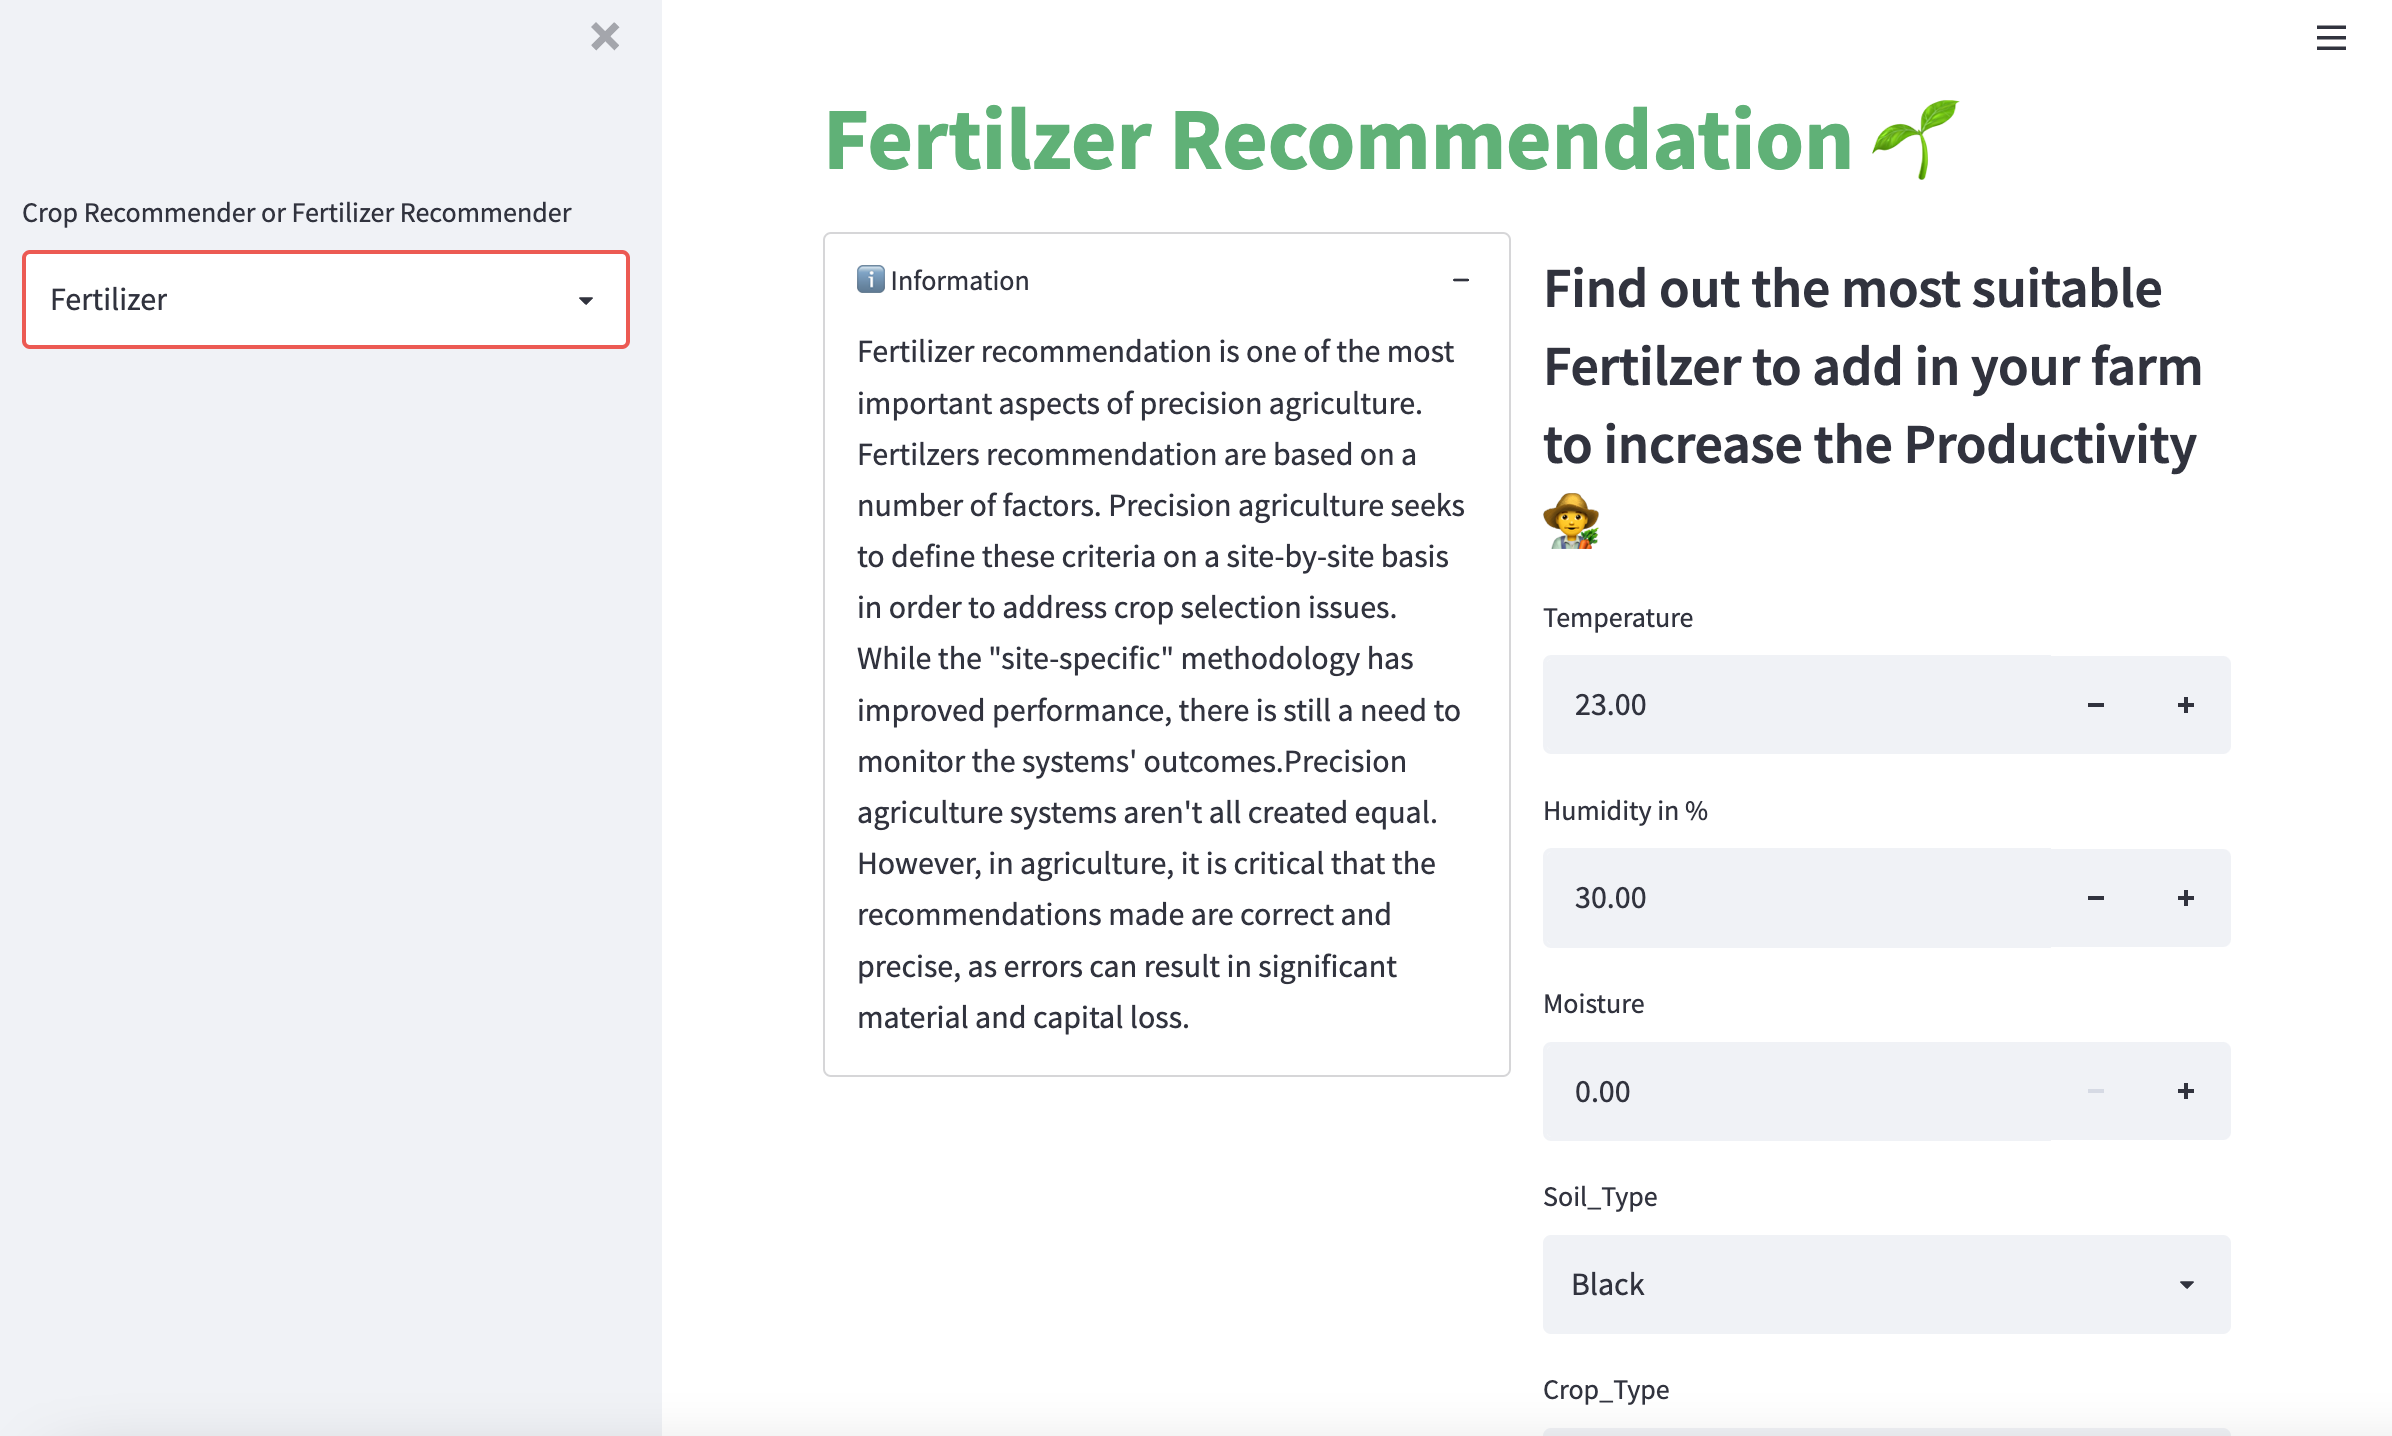 Crop Recommender or Fertilizer Recommender
Fertilizer
Fertilzer Recommendation
Information
Fertilizer recommendation is one of the most
important aspects of precision agriculture.
Fertilzers recommendation are based on a
number of factors. Precision agriculture seeks
to define these criteria on a site-by-site basis
in order to address crop selection issues.
While the "site-specific" methodology has
improved performance, there is still a need to
monitor the systems' outcomes.Precision
agriculture systems aren't all created equal.
However, in agriculture, it is critical that the
recommendations made are correct and
precise, as errors can result in significant
material and capital loss.
Find out the most suitable
Fertilzer to add in your farm
to increase the Productivity
Temperature
23.00
Humidity in %
30.00
Moisture
0.00
Soil_Type
Black
Crop_Type